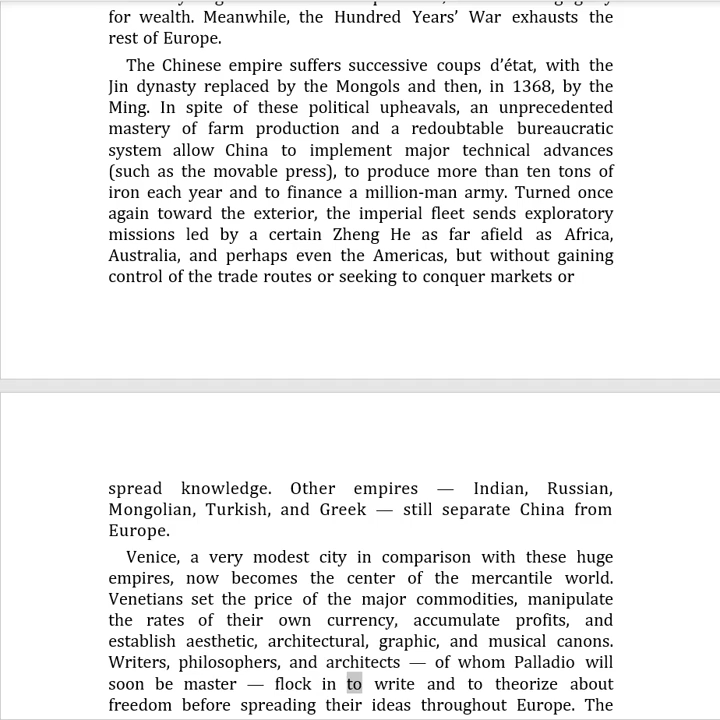 for wealth. Meanwhile, the Hundred Years’ War exhausts the
rest of Europe.
The Chinese empire suffers successive coups d’état, with the
Jin dynasty replaced by the Mongols and then, in 1368, by the
Ming. In spite of these political upheavals, an unprecedented
mastery of farm production and a redoubtable bureaucratic
system allow China to implement major technical advances
(such as the movable press), to produce more than ten tons of
iron each year and to finance a million-man army. Turned once
again toward the exterior, the imperial fleet sends exploratory
missions led by a certain Zheng He as far afield as Africa,
Australia, and perhaps even the Americas, but without gaining
control of the trade routes or seeking to conquer markets or
spread knowledge. Other empires — Indian, Russian,
Mongolian, Turkish, and Greek — still separate China from
Europe.
Venice, a very modest city in comparison with these huge
empires, now becomes the center of the mercantile world.
Venetians set the price of the major commodities, manipulate
the rates of their own currency, accumulate profits, and
establish aesthetic, architectural, graphic, and musical canons.
Writers, philosophers, and architects — of whom Palladio will
soon be master — flock in to write and to theorize about
freedom before spreading their ideas throughout Europe. The